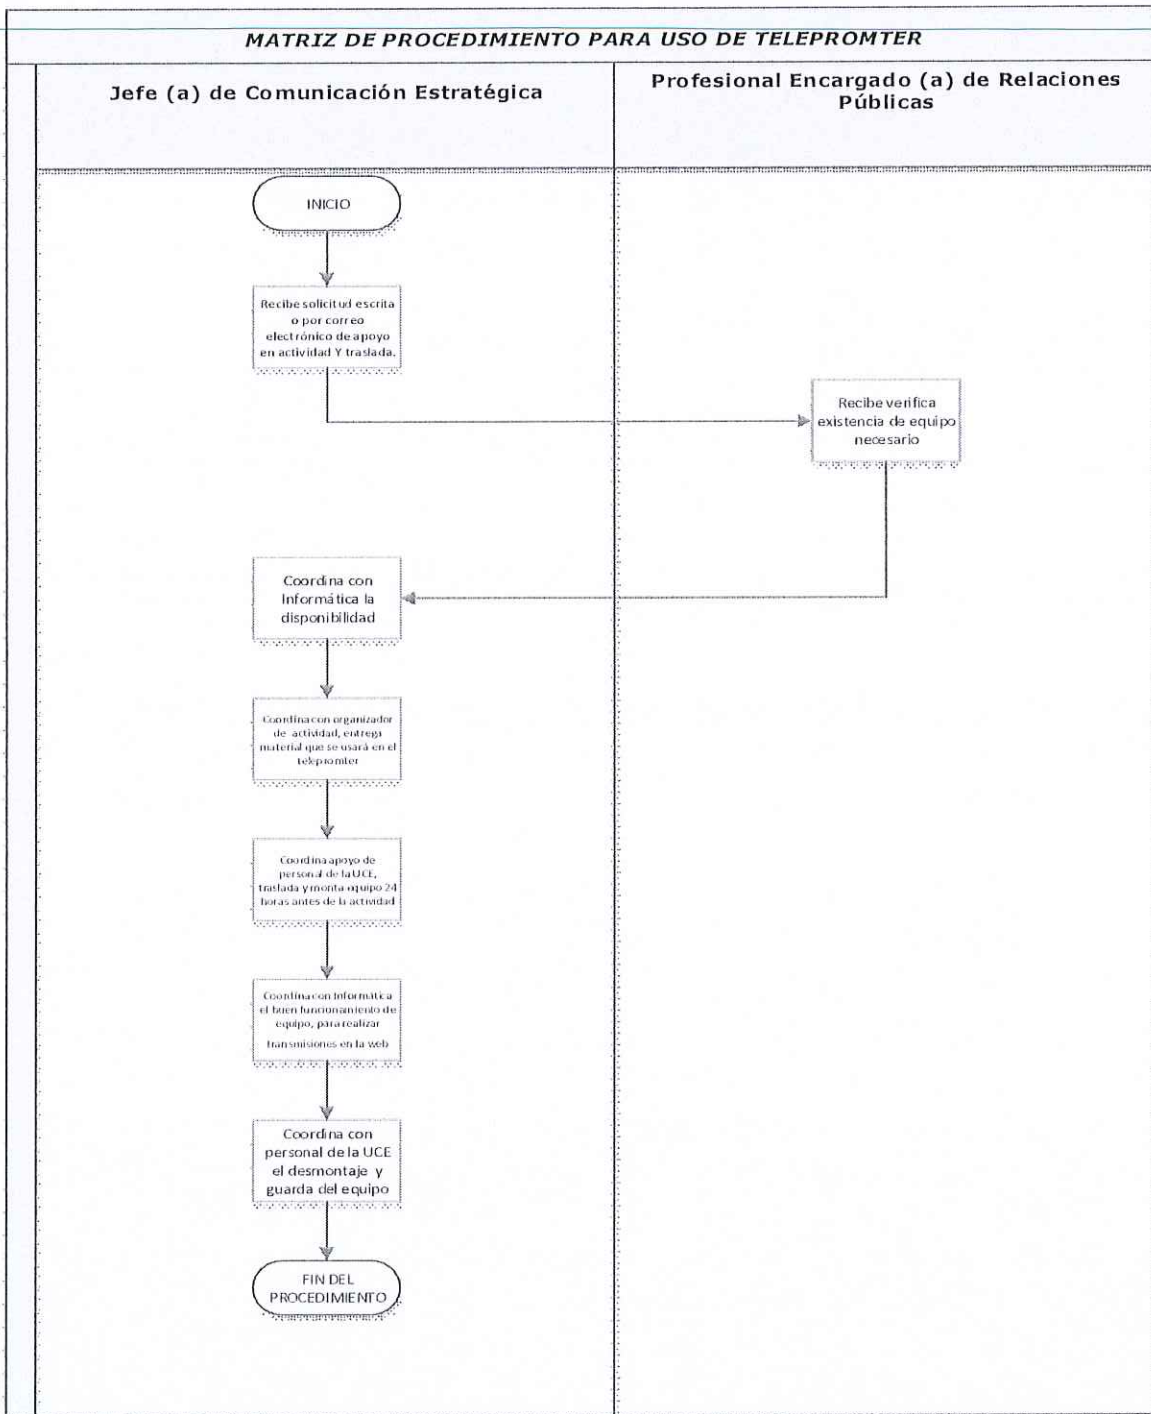 MATRIZ DE PROCEDIMIENTO PARA USO DE TELEPROMTER
Jefe (a) de Comunicación Estratégica
Profesional Encargado (a) de Relaciones
Públicas
INICIO
Recibe solicitud escrita
o por correo
electrónico de apoyo
en actividad Y traslada.
Recibe verifica
existencia de equipo
necesario
Coordina con
Informática la
disponibilidad
Coordina con organizador
de actividad, entrega
material que se usará en el
telepromter
Coordina apoyo de
personal de la UCE,
traslada y monta equipo 24
horas antes de la actividad
Coordina con Informática
el buen funcionamiento de
equipo, para realizar
transmisiones en la web
Coordina con
personal de la UCE
el desmontaje y
guarda del equipo
FIN DEL
PROCEDIMIENTO